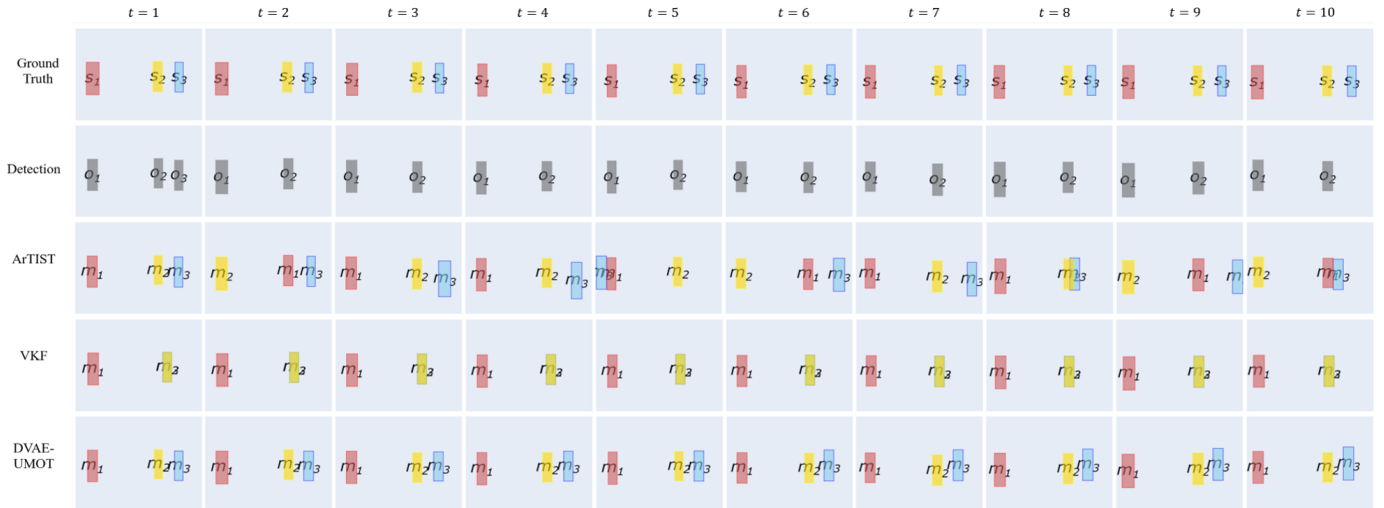 t = 1 t = 2 t = 3 t = 4 t = 5 t = 6 t = 7 t = 8 t = 9 t = 10
Ground
Truth
s₁ s₂ s₃ s₁ s₂ s₃ s₁ s₂ s₃ s₁ s₂ s₃ s₁ s₂ s₃ s₁ s₂ s₃ s₁ s₂ s₃ s₁ s₂ s₃ s₁ s₂ s₃ s₁ s₂ s₃
Detection
o₁ o₂ o₃ o₁ o₂ o₁ o₂ o₁ o₂ o₁ o₂ o₁ o₂ o₁ o₂ o₁ o₂ o₁ o₂ o₁ o₂
ArTIST
m₁ m₂ m₃ m₂ m₁ m₃ m₁ m₂ m₃ m₁ m₂ m₃ m₂ m₂ m₁ m₃ m₁ m₂ m₃ m₁ m₂ m₁ m m₂
VKF
m₁ m₁ m₁ m₁ m₁ m₁ m₁ m₁ m₁ m₁
DVAE-
UMOT
m₁ m₂ m₃ m₁ m₂ m₃ m₁ m₂ m₃ m₁ m₂ m₃ m₁ m₂ m₃ m₁ m₂ m₃ m₁ m₂ m₃ m₁ m₂ m₃ m₁ m₂ m₃ m₁ m₂ m₃